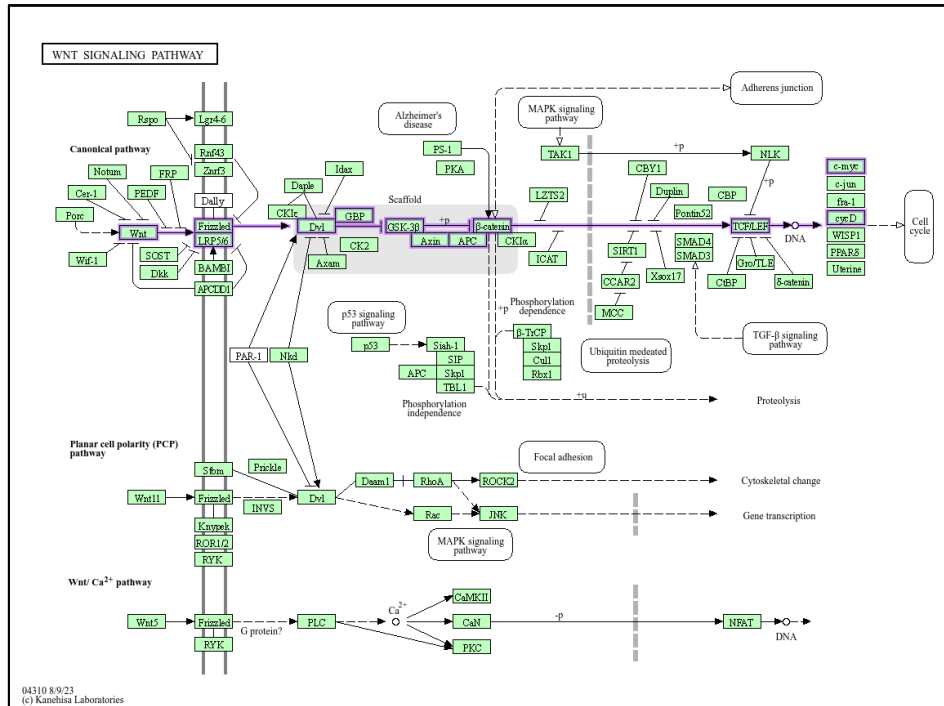 WNT SIGNALING PATHWAY
Rspo
Lgr4-6
Canonical pathway
Rnf43
Znrf3
Notum
FRP
Cer-1
PEDF
Dally
Porc
Wnt
Frizzled
LRP5/6
Wif-1
SOST
Dkk
BAMBI
APCDD1
Alzheimer's
disease
PS-1
PKA
Idax
Daple
CKIε
Scaffold
GBP
Dvl
GSK-3β
+p
β-catenin
Axin
APC
CKIα
CK2
Axam
Adherens junction
MAPK signaling
pathway
TAK1
+p
NLK
+p
LZTS2
ICAT
CBY1
Duplin
CBP
Pontin52
TCF/LEF
SIRT1
CCAR2
MCC
Xsox17
SMAD4
SMAD3
Gro/TLE
CtBP
δ-catenin
DNA
c-myc
c-jun
fra-1
cycD
WISP1
PPARδ
Uterine
Cell
cycle
TGF-β signaling
pathway
p53 signaling
pathway
p53
Siah-1
SIP
APC
Skp1
TBL1
Phosphorylation
independence
+p
Phosphorylation
dependence
β-TrCP
Skp1
Cul1
Rbx1
Ubiquitin medeated
proteolysis
+u
Proteolysis
PAR-1
Nkd
Planar cell polarity (PCP)
pathway
Stbm
Prickle
Wnt11
Frizzled
INVS
Knypek
ROR1/2
RYK
Dvl
Daam1
RhoA
ROCK2
Focal adhesion
Cytoskeletal change
Rac
JNK
Gene transcription
MAPK signaling
pathway
Wnt/ Ca2+ pathway
Wnt5
Frizzled
RYK
G protein?
PLC
Ca2+
CaMKII
CaN
PKC
-p
NFAT
DNA
04310 8/9/23
(c) Kanehisa Laboratories